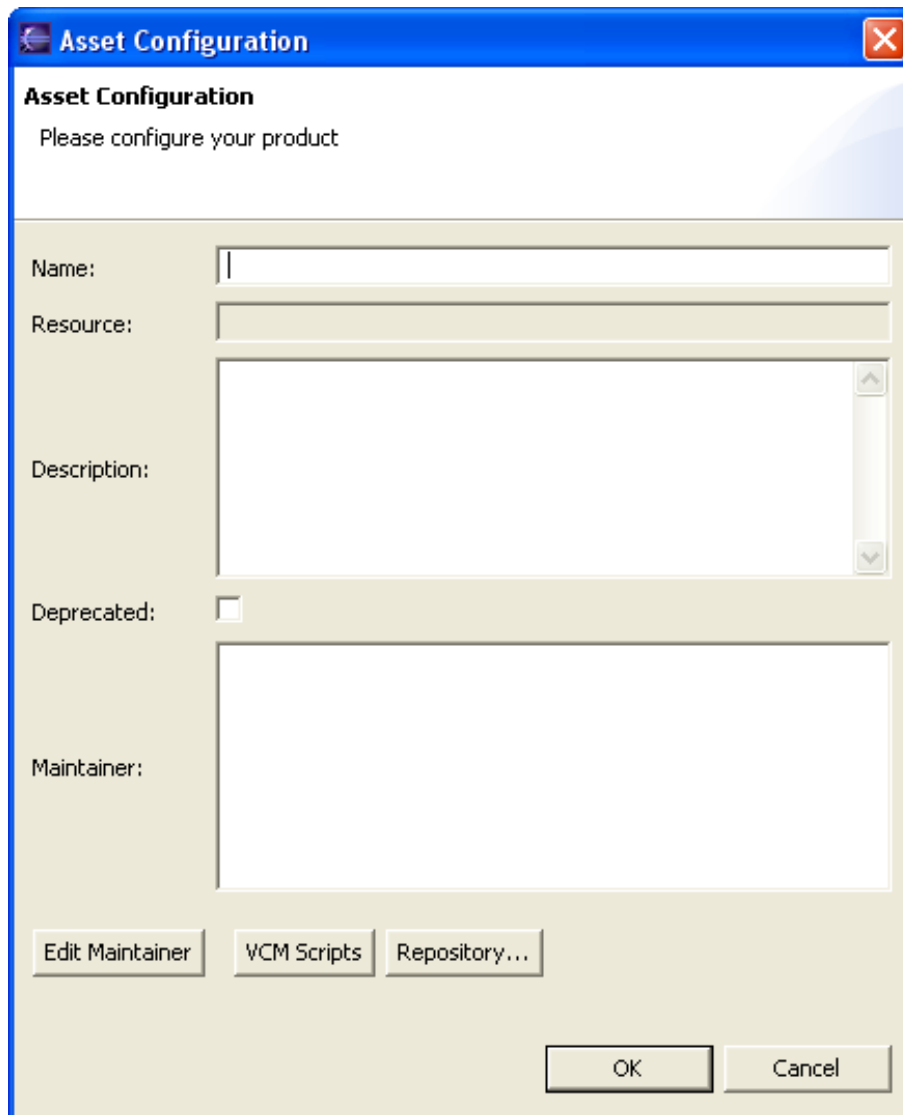 Asset Configuration
Asset Configuration
Please configure your product
Name:
Resource:
Description:
Deprecated:
Maintainer:
Edit Maintainer VCM Scripts Repository...
OK Cancel